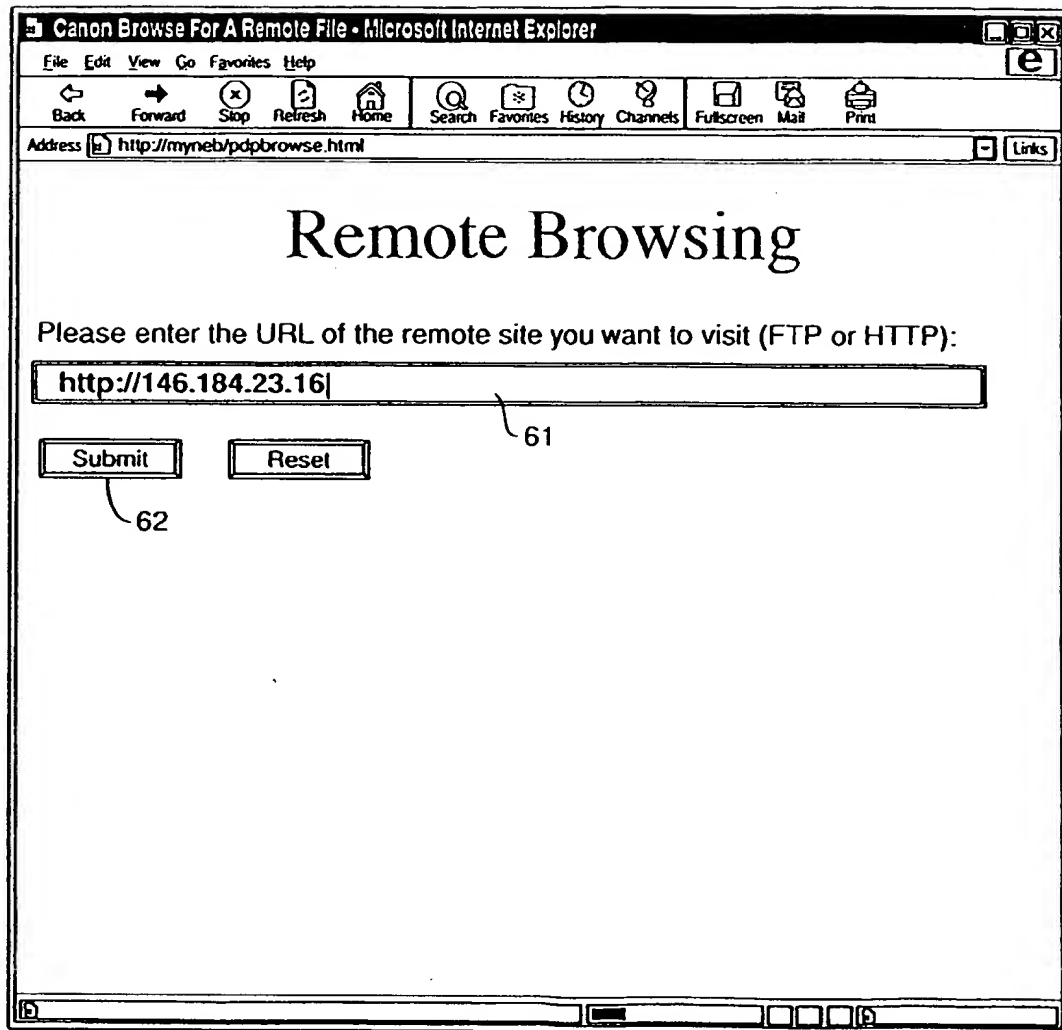 Canon Browse For A Remote File - Microsoft Internet Explorer
File Edit View Go Favorites Help
e
Back Forward Stop Refresh Home Search Favorites History Channels Fullscreen Mail Print
Address http://myneb/pdpbrowse.html Links
Remote Browsing
Please enter the URL of the remote site you want to visit (FTP or HTTP):
http://146.184.23.16
61
Submit Reset
62